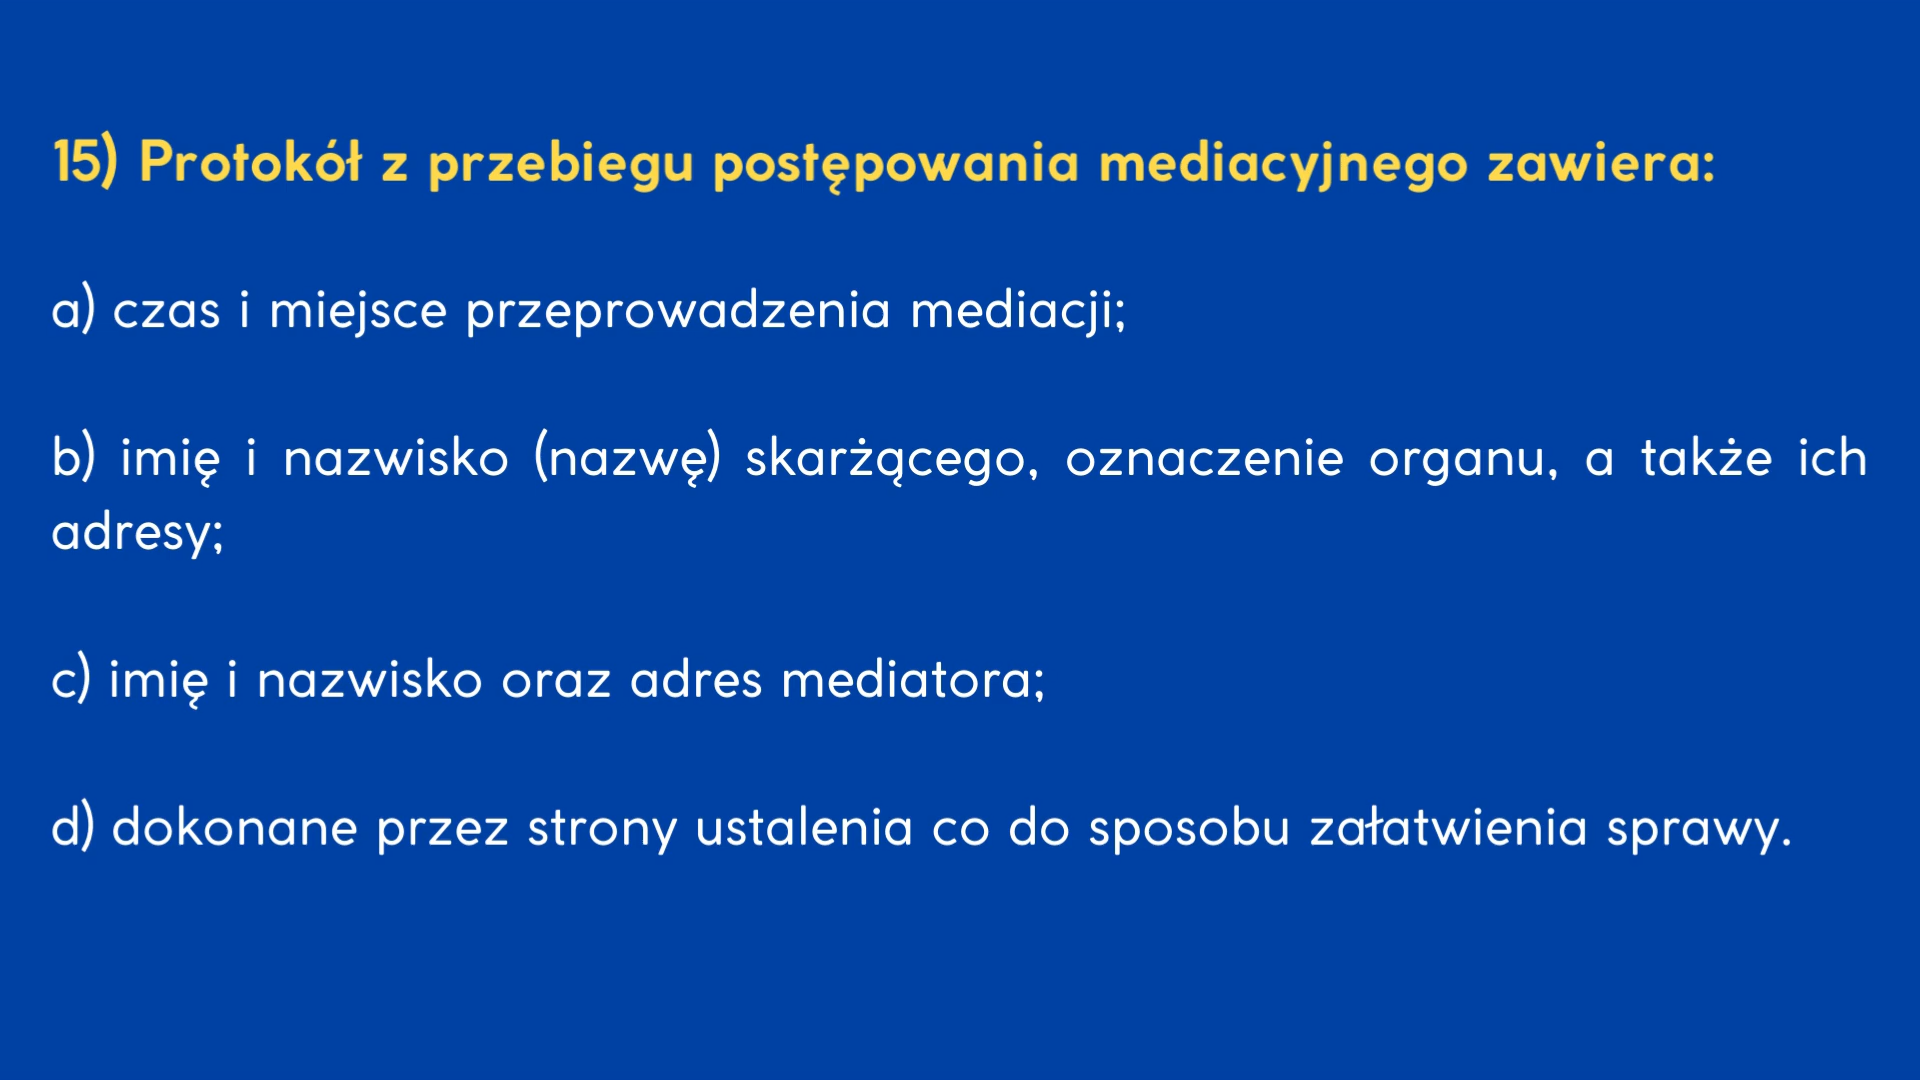 15) Protokół z przebiegu postępowania mediacyjnego zawiera:
a) czas i miejsce przeprowadzenia mediacji;
b) imię i nazwisko (nazwę) skarżącego, oznaczenie organu, a także ich
adresy;
c) imię i nazwisko oraz adres mediatora;
d) dokonane przez strony ustalenia co do sposobu załatwienia sprawy.